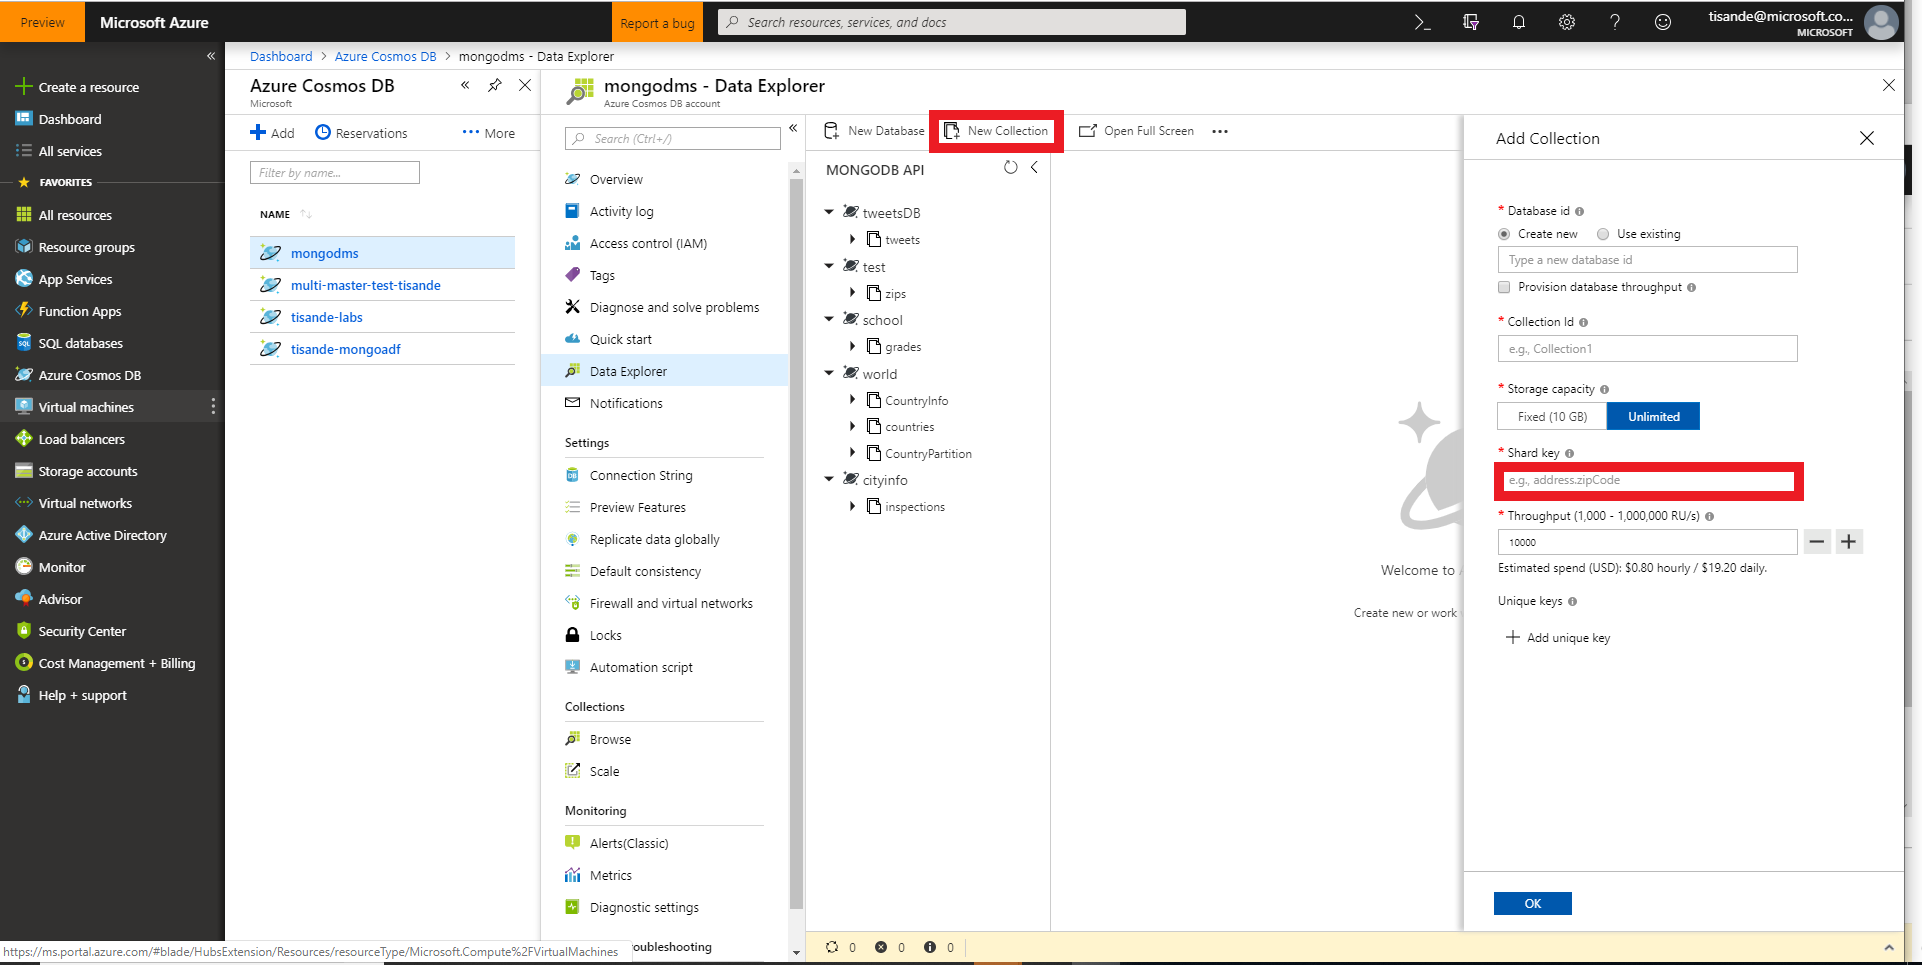 Preview
Microsoft Azure
Report a bug
Search resources, services, and docs
tisande@microsoft.co...
MICROSOFT
Create a resource
Dashboard
All services
FAVORITES
All resources
Resource groups
App Services
Function Apps
SQL databases
Azure Cosmos DB
Virtual machines
Load balancers
Storage accounts
Virtual networks
Azure Active Directory
Monitor
Advisor
Security Center
Cost Management + Billing
Help + support
https://ms.portal.azure.com/#blade/HubsExtension/Resources/resourceType/Microsoft.Compute%2FVirtualMachines
Dashboard > Azure Cosmos DB > mongodms - Data Explorer
Azure Cosmos DB
Microsoft
Add
Reservations
More
Filter by name...
NAME
mongodms
multi-master-test-tisande
tisande-labs
tisande-mongoadf
mongodms - Data Explorer
Azure Cosmos DB account
Search (Ctrl+/)
Overview
Activity log
Access control (IAM)
Tags
Diagnose and solve problems
Quick start
Data Explorer
Notifications
Settings
Connection String
Preview Features
Replicate data globally
Default consistency
Firewall and virtual networks
Locks
Automation script
Collections
Browse
Scale
Monitoring
Alerts(Classic)
Metrics
Diagnostic settings
oubleshooting
New Database
New Collection
Open Full Screen
MONGODB API
tweetsDB
tweets
test
zips
school
grades
world
CountryInfo
countries
CountryPartition
cityinfo
inspections
Welcome to
Create new or work
0 0 0
Add Collection
* Database id
Create new Use existing
Type a new database id
Provision database throughput
* Collection Id
e.g., Collection1
* Storage capacity
Fixed (10 GB) Unlimited
* Shard key
e.g., address.zipCode
* Throughput (1,000 - 1,000,000 RU/s)
10000
Estimated spend (USD): $0.80 hourly / $19.20 daily.
Unique keys
Add unique key
OK